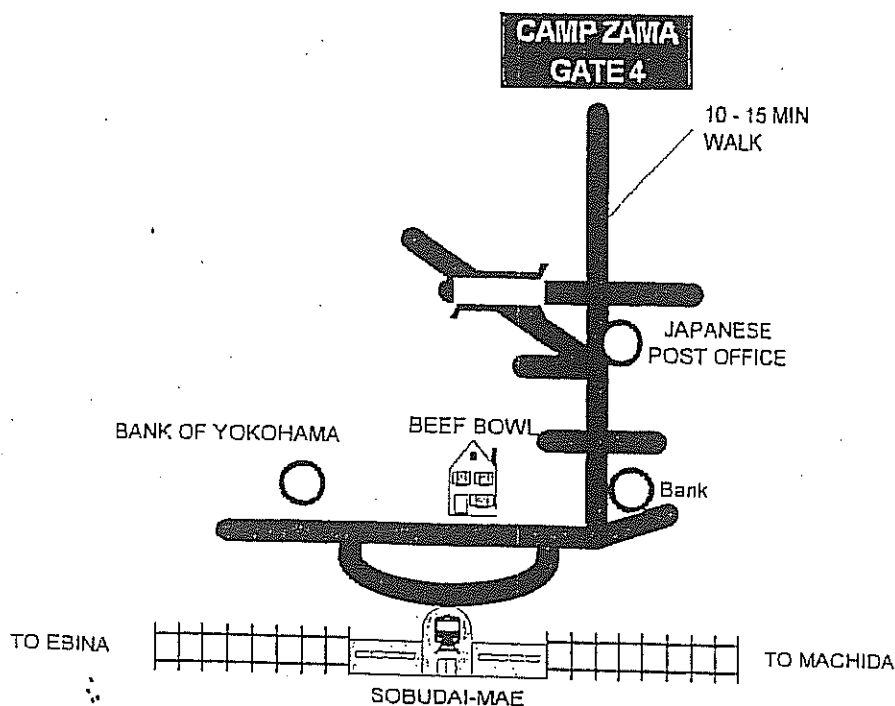 CAMP ZAMA
GATE 4
10 - 15 MIN
WALK
JAPANESE
POST OFFICE
BANK OF YOKOHAMA
BEEF BOWL
Bank
TO EBINA
TO MACHIDA
SOBUDAI-MAE